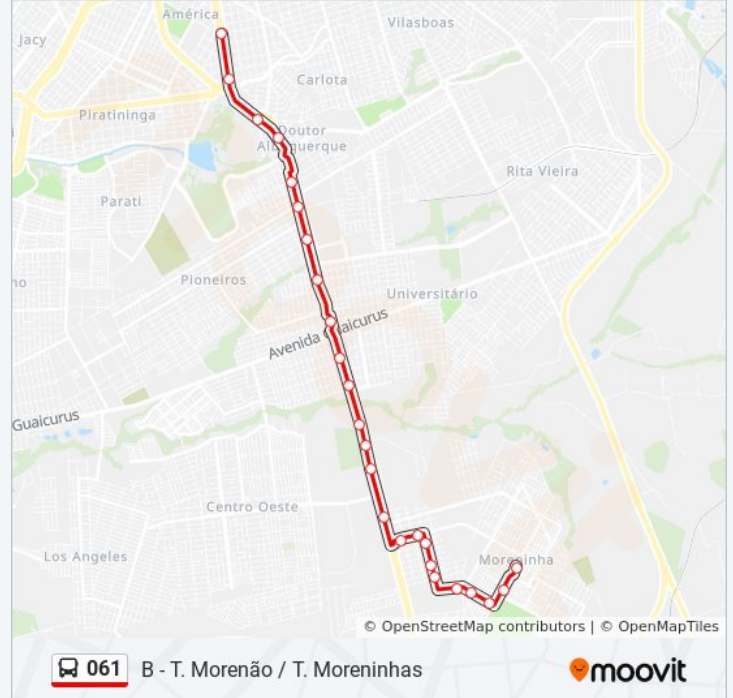 América
Vilasboas
Jacy
Carlota
Piratininga
Doutor
Albuquerque
Rita Vieira
Parati
Pioneiros
Universitário
Avenida Guaicurus
Guaicurus
Centro Oeste
Los Angeles
Moreninha
© OpenStreetMap contributors | © OpenMapTiles
061 B - T. Morenão / T. Moreninhas
moovit